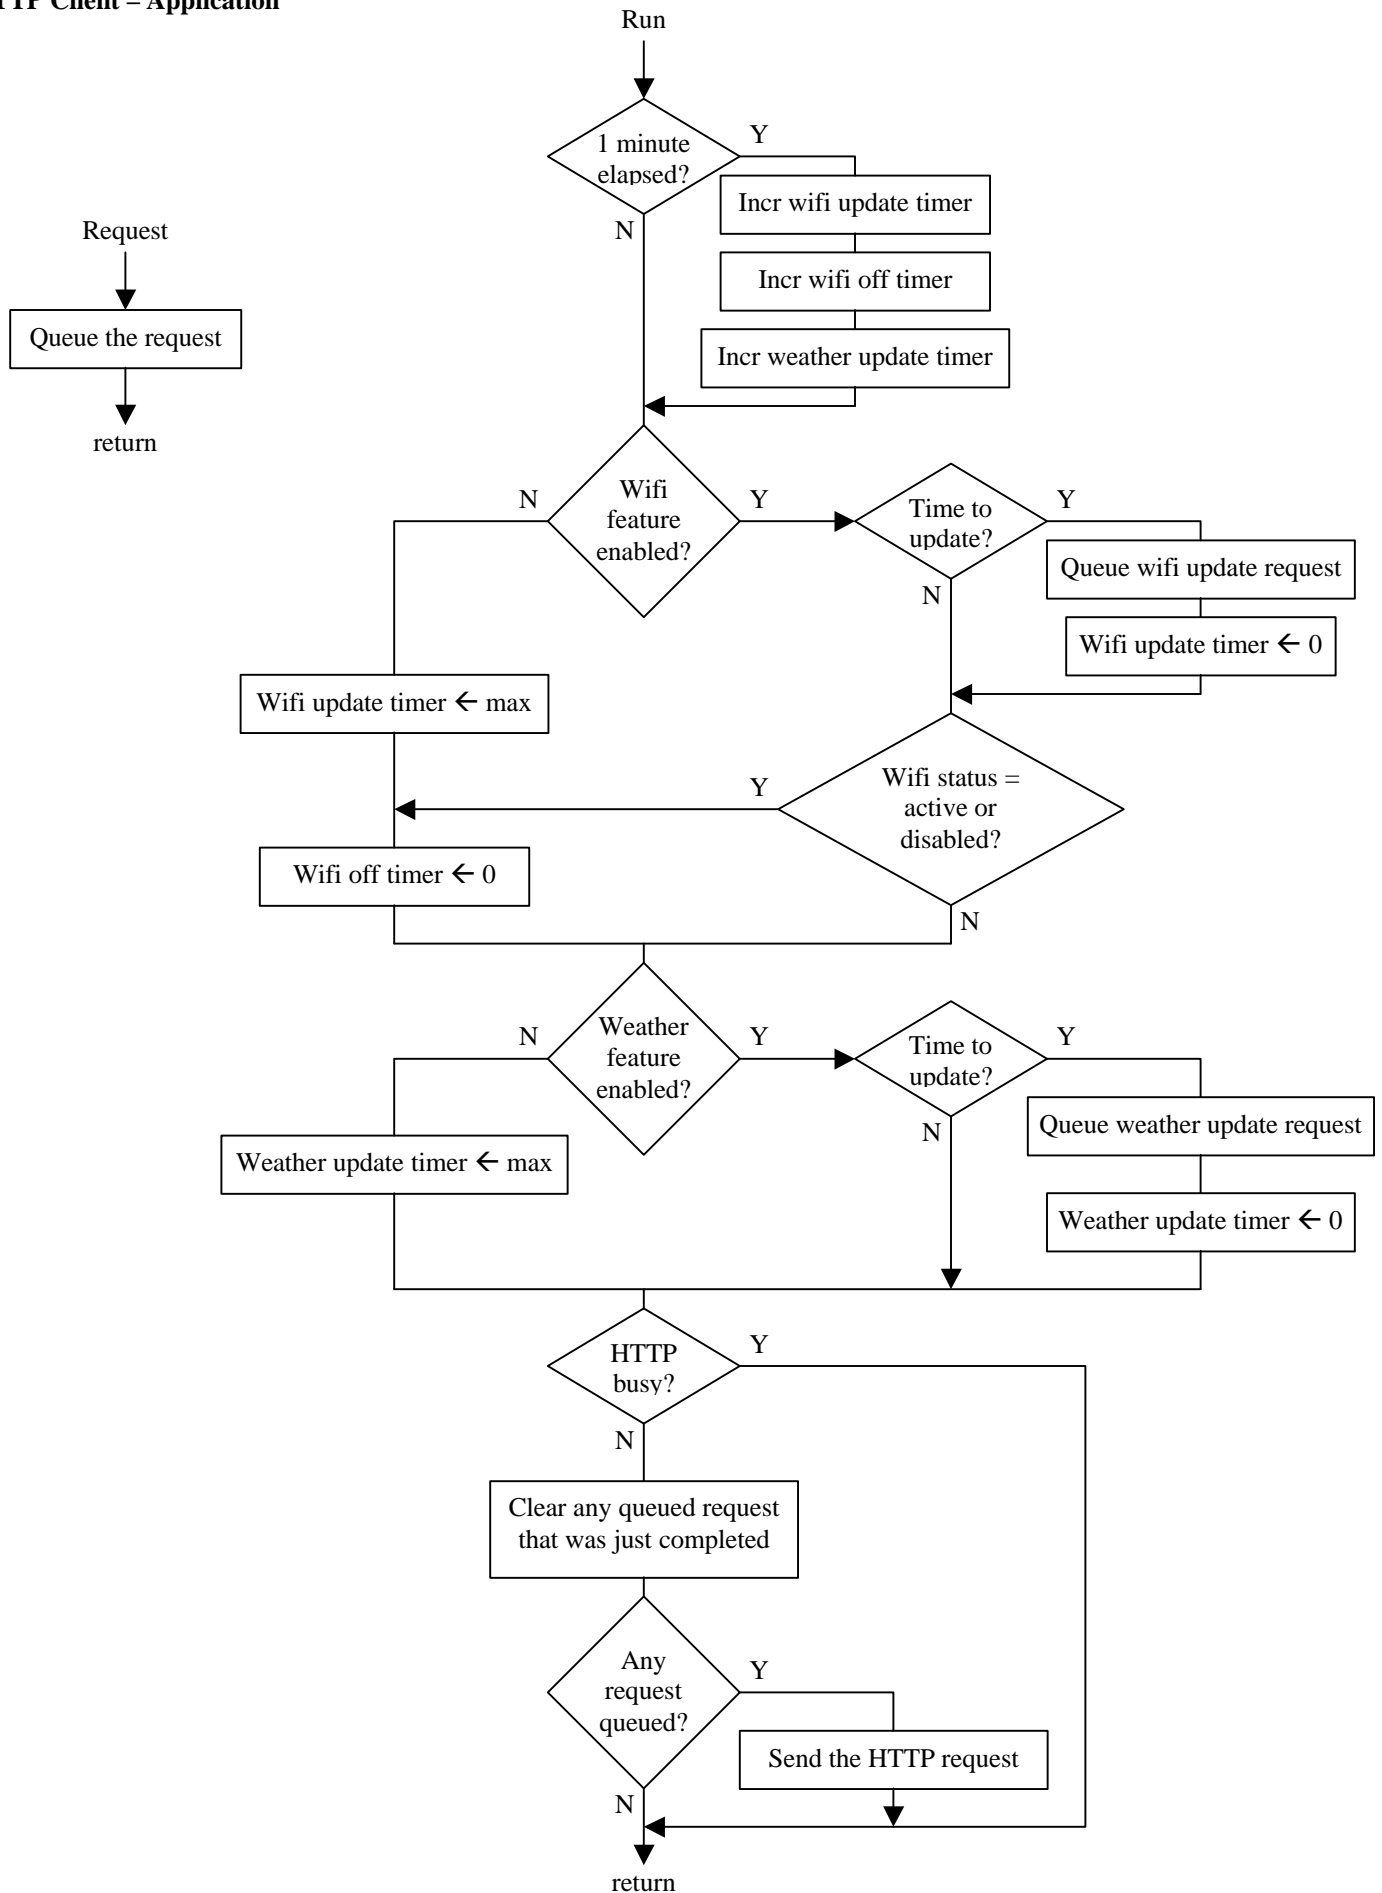 Client – Application
Run
1 minute
elapsed?
Y
N
Incr wifi update timer
Incr wifi off timer
Incr weather update timer
Request
Queue the request
return
Wifi
feature
enabled?
N
Y
Time to
update?
Y
N
Queue wifi update request
Wifi update timer ← 0
Wifi update timer ← max
Wifi status =
active or
disabled?
Y
N
Wifi off timer ← 0
Weather
feature
enabled?
N
Y
Time to
update?
Y
N
Queue weather update request
Weather update timer ← 0
Weather update timer ← max
HTTP
busy?
Y
N
Clear any queued request
that was just completed
Any
request
queued?
Y
N
Send the HTTP request
return